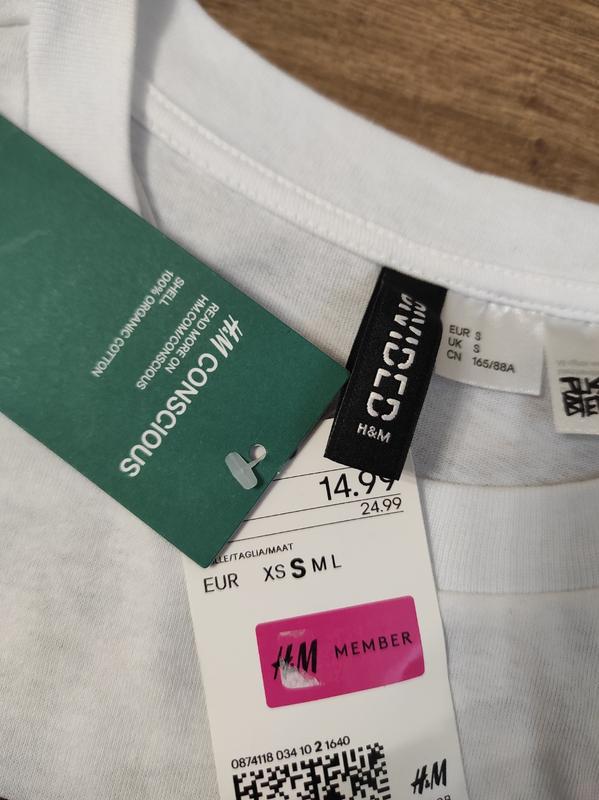 H&M CONSCIOUS
READ MORE ON
HM.COM/CONSCIOUS
SHELL
100% ORGANIC COTTON
DIVIDED
H&M
EUR S
UK S
CN 165/88A
14.99
24.99
/TAGLIA/MAAT
EUR XS S M L
H&M MEMBER
0874118 034 10 2 1640
H&M